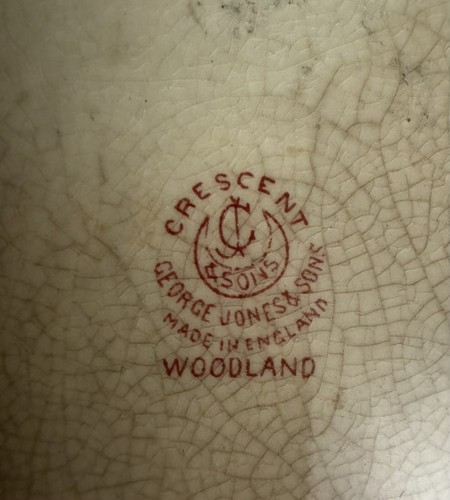 CRESCENT
GJ
& SONS
GEORGE JONES & SONS
MADE IN ENGLAND
WOODLAND